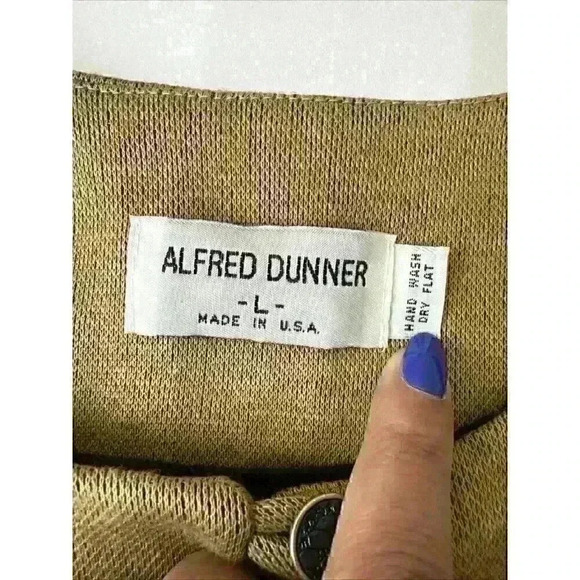 ALFRED DUNNER
- L -
MADE IN U.S.A.
HAND WASH
DRY FLAT